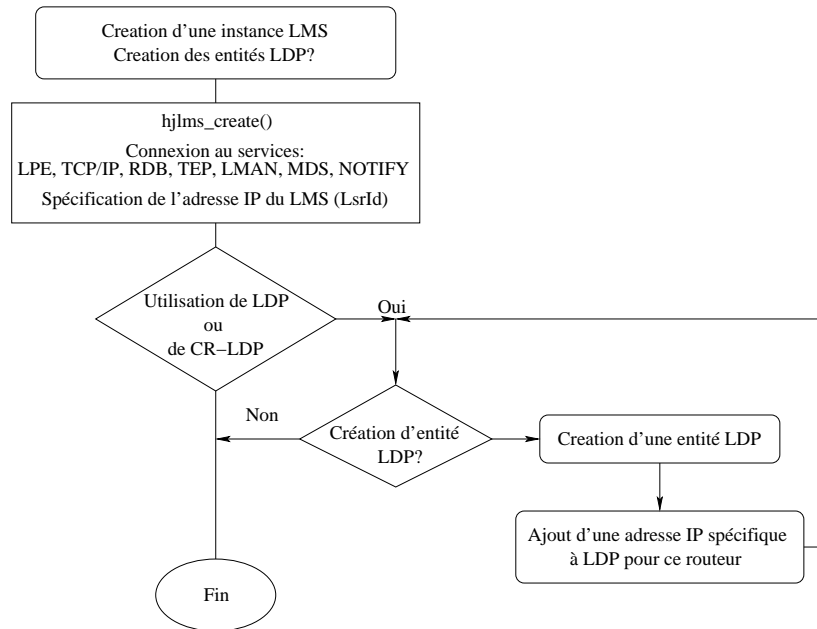 Creation d'une instance LMS
Creation des entités LDP?
hjlms_create()
Connexion au services:
LPE, TCP/IP, RDB, TEP, LMAN, MDS, NOTIFY
Spécification de l'adresse IP du LMS (LsrId)
Utilisation de LDP
ou
de CR−LDP
Oui
Non
Création d'entité
LDP?
Creation d'une entité LDP
Ajout d'une adresse IP spécifique
à LDP pour ce routeur
Fin